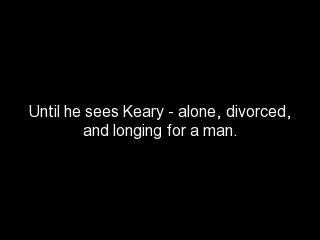 Until he sees Keary - alone, divorced,
and longing for a man.